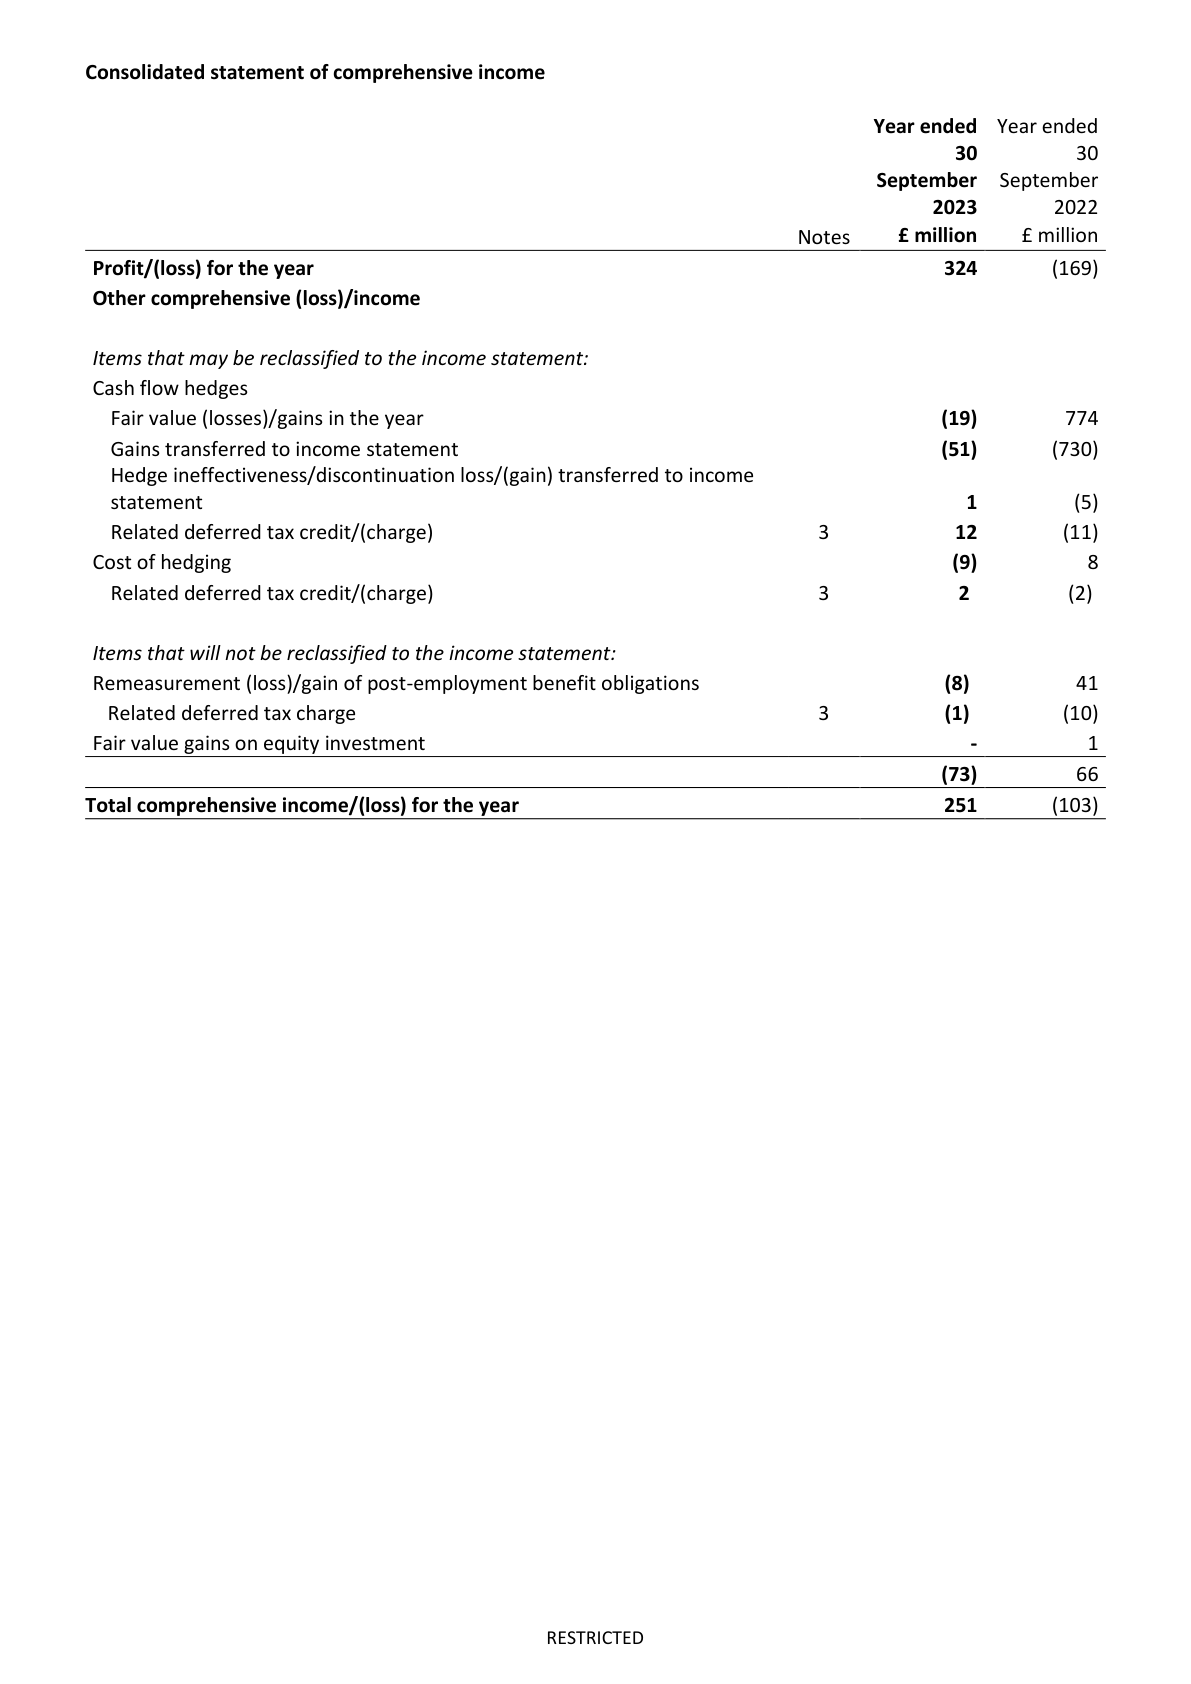 Consolidated statement of comprehensive income
Year ended Year ended
30 30
September September
2023 2022
Notes £ million £ million
Profit/(loss) for the year 324 (169)
Other comprehensive (loss)/income
Items that may be reclassified to the income statement:
Cash flow hedges
Fair value (losses)/gains in the year (19) 774
Gains transferred to income statement (51) (730)
Hedge ineffectiveness/discontinuation loss/(gain) transferred to income
statement 1 (5)
Related deferred tax credit/(charge) 3 12 (11)
Cost of hedging (9) 8
Related deferred tax credit/(charge) 3 2 (2)
Items that will not be reclassified to the income statement:
Remeasurement (loss)/gain of post-employment benefit obligations (8) 41
Related deferred tax charge 3 (1) (10)
Fair value gains on equity investment - 1
(73) 66
Total comprehensive income/(loss) for the year 251 (103)
RESTRICTED